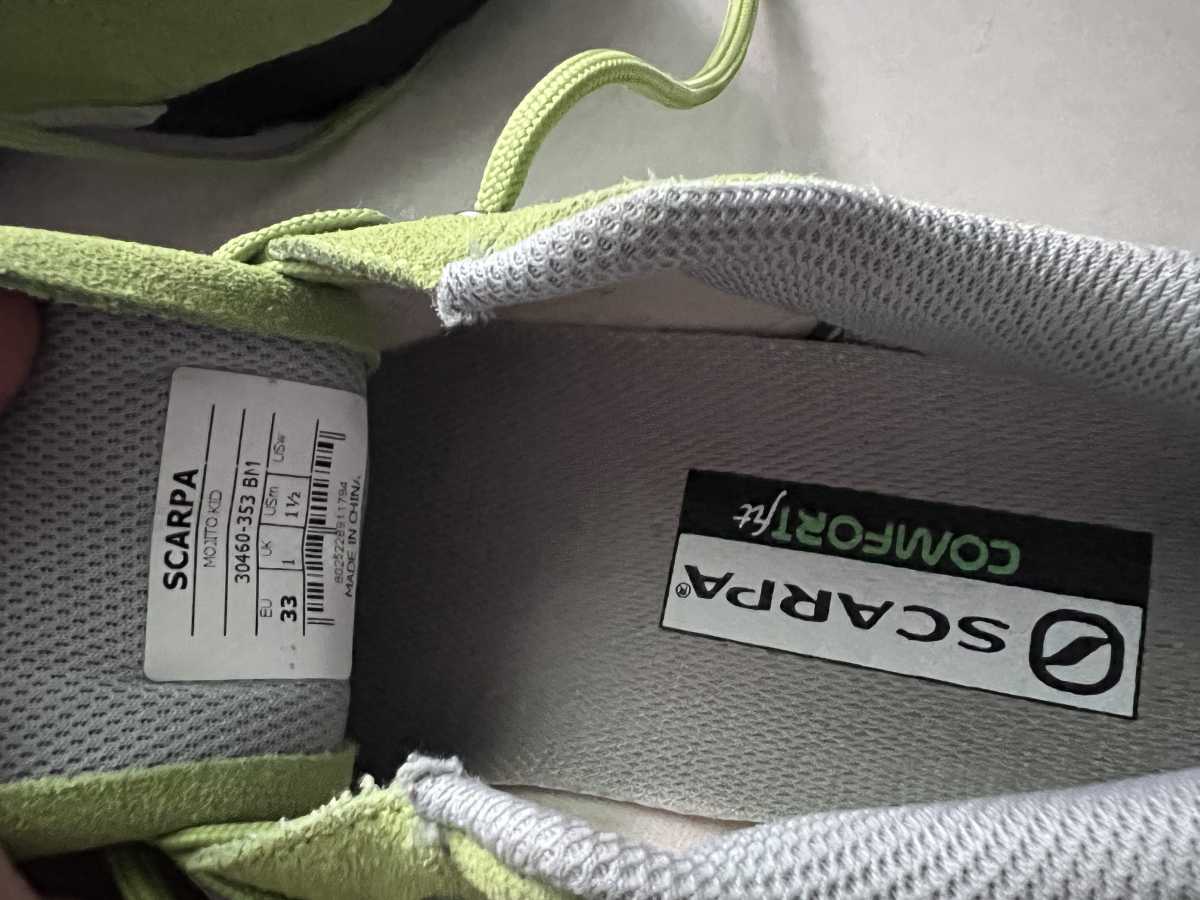 SCARPA
MOJITO KID
30460-353 BM
EU UK USm USw
33 1 1½
8025228911794
MADE IN CHINA
COMFORT fit
SCARPA®